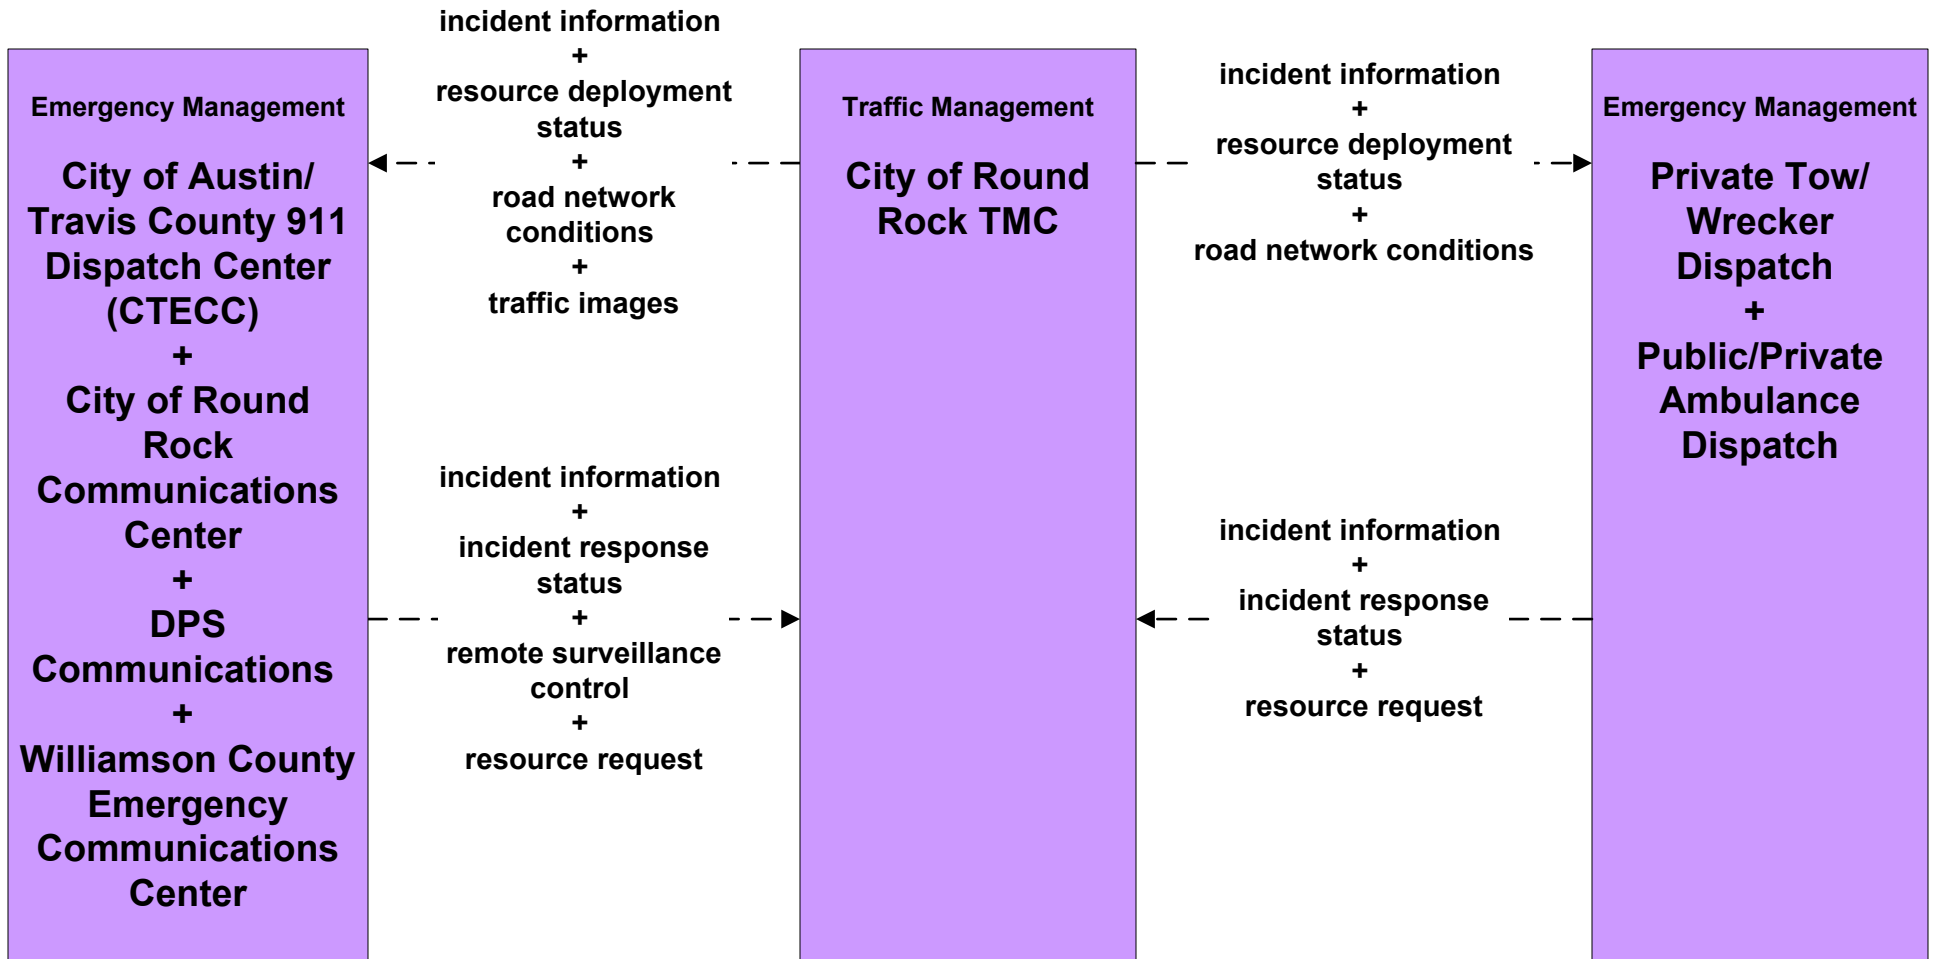 Emergency Management
City of Austin/
Travis County 911
Dispatch Center
(CTECC)
+
City of Round
Rock
Communications
Center
+
DPS
Communications
+
Williamson County
Emergency
Communications
Center
incident information
+
resource deployment
status
+
road network
conditions
+
traffic images
incident information
+
incident response
status
+
remote surveillance
control
+
resource request
Traffic Management
City of Round
Rock TMC
incident information
+
resource deployment
status
+
road network conditions
incident information
+
incident response
status
+
resource request
Emergency Management
Private Tow/
Wrecker
Dispatch
+
Public/Private
Ambulance
Dispatch